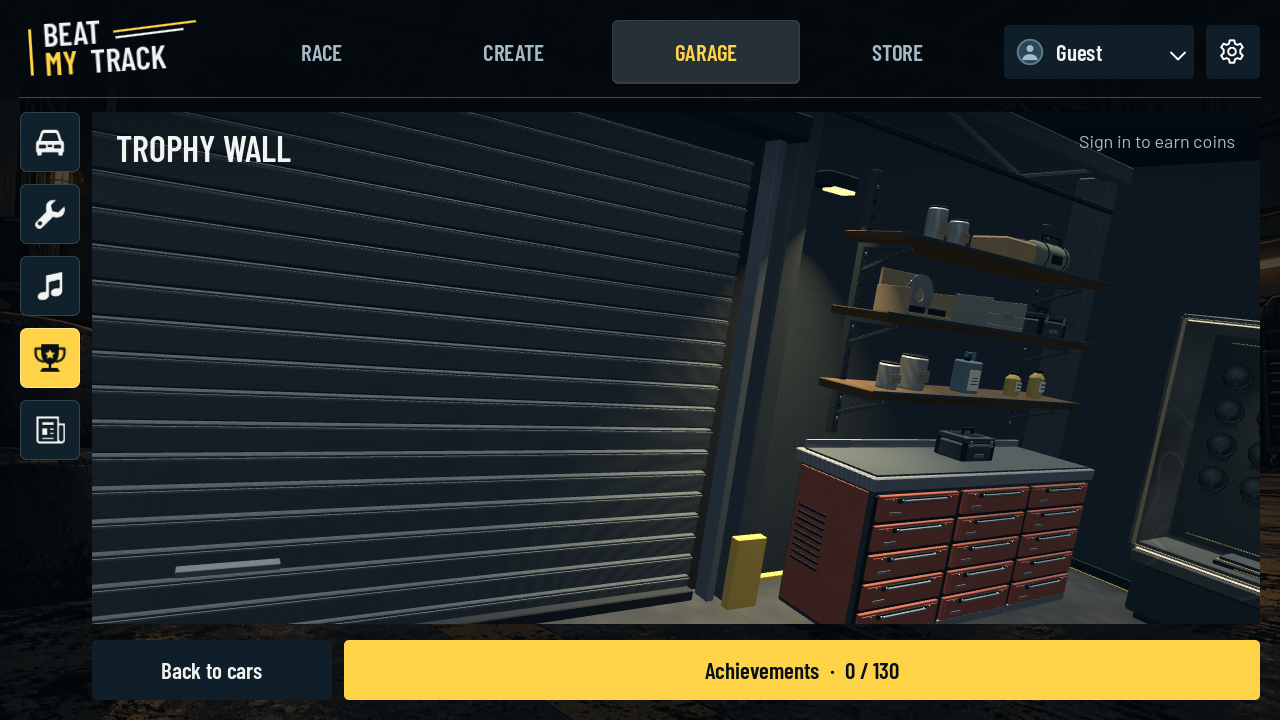 BEAT
MY TRACK
RACE
CREATE
GARAGE
STORE
Guest
TROPHY WALL
Sign in to earn coins
Back to cars
Achievements · 0 / 130